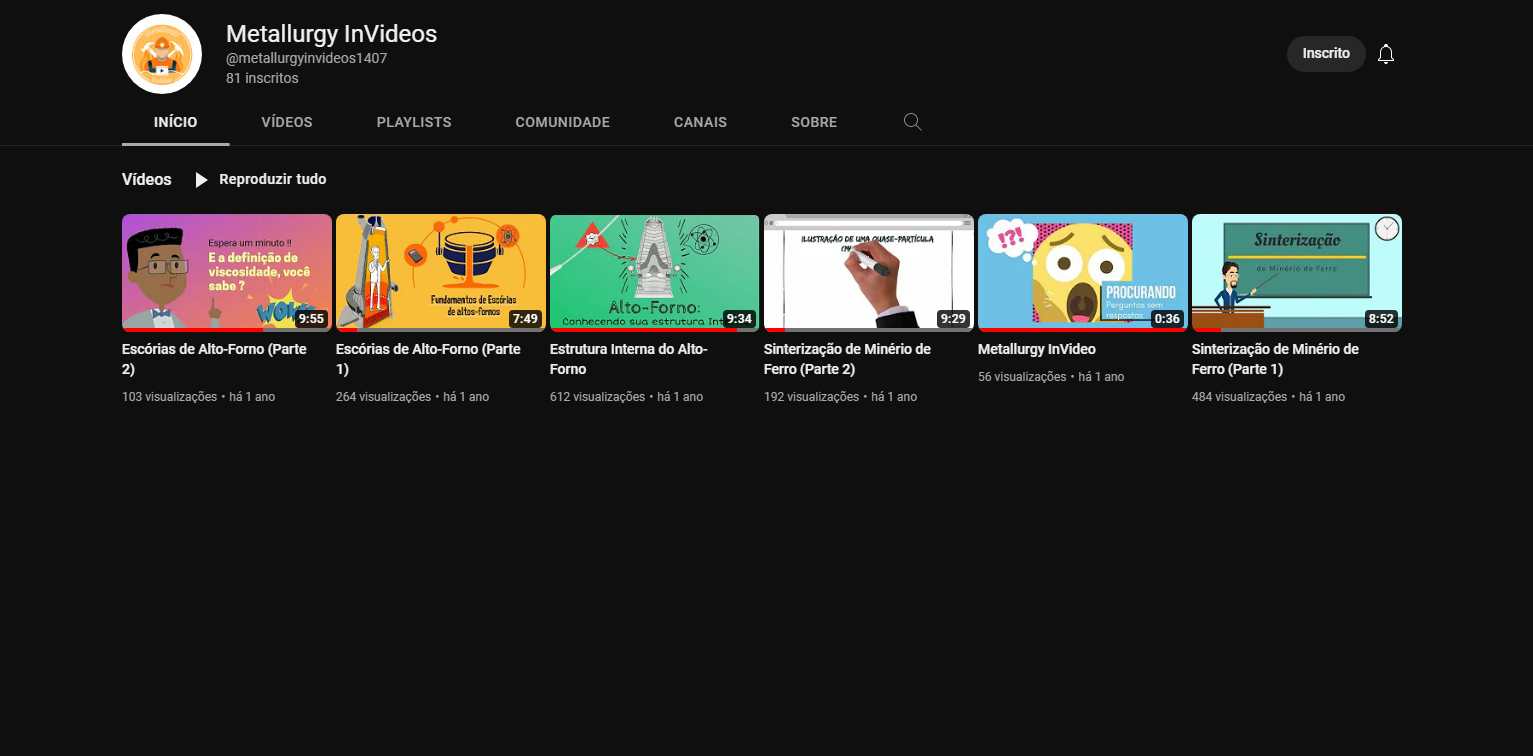 Metallurgy InVideos
@metallurgyinvideos1407
81 inscritos
Inscrito
INÍCIO VÍDEOS PLAYLISTS COMUNIDADE CANAIS SOBRE
Vídeos Reproduzir tudo
Espera um minuto !!
E a definição de
viscosidade, você
sabe ?
WOW!
9:55
Fundamentos de Escórias
de altos-Fornos
7:49
Alto-Forno:
Conhecendo sua estrutura Int
9:34
ILUSTRAÇÃO DE UMA QUASE-PARTÍCULA
9:29
!?!
PROCURANDO
Perguntas sem
respostas
0:36
Sinterização
de Minério de Ferro
8:52
Escórias de Alto-Forno (Parte
2)
103 visualizações • há 1 ano
Escórias de Alto-Forno (Parte
1)
264 visualizações • há 1 ano
Estrutura Interna do Alto-
Forno
612 visualizações • há 1 ano
Sinterização de Minério de
Ferro (Parte 2)
192 visualizações • há 1 ano
Metallurgy InVideo
56 visualizações • há 1 ano
Sinterização de Minério de
Ferro (Parte 1)
484 visualizações • há 1 ano